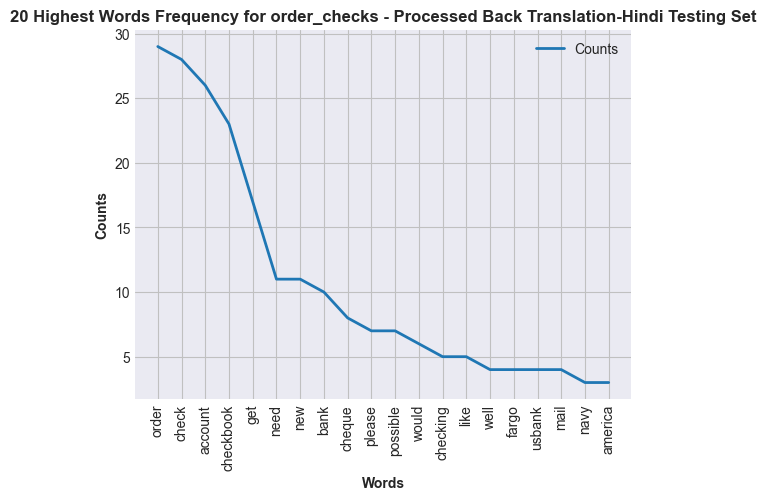 20 Highest Words Frequency for order_checks - Processed Back Translation-Hindi Testing Set
Counts
30
25
20
15
10
5
Counts
order
check
account
checkbook
get
need
new
bank
cheque
please
possible
would
checking
like
well
fargo
usbank
mail
navy
america
Words